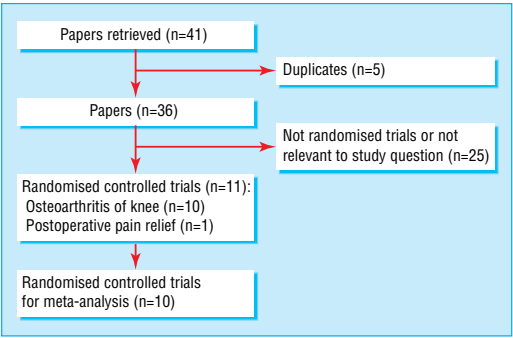 Papers retrieved (n=41)
Duplicates (n=5)
Papers (n=36)
Not randomised trials or not
relevant to study question (n=25)
Randomised controlled trials (n=11):
Osteoarthritis of knee (n=10)
Postoperative pain relief (n=1)
Randomised controlled trials
for meta-analysis (n=10)